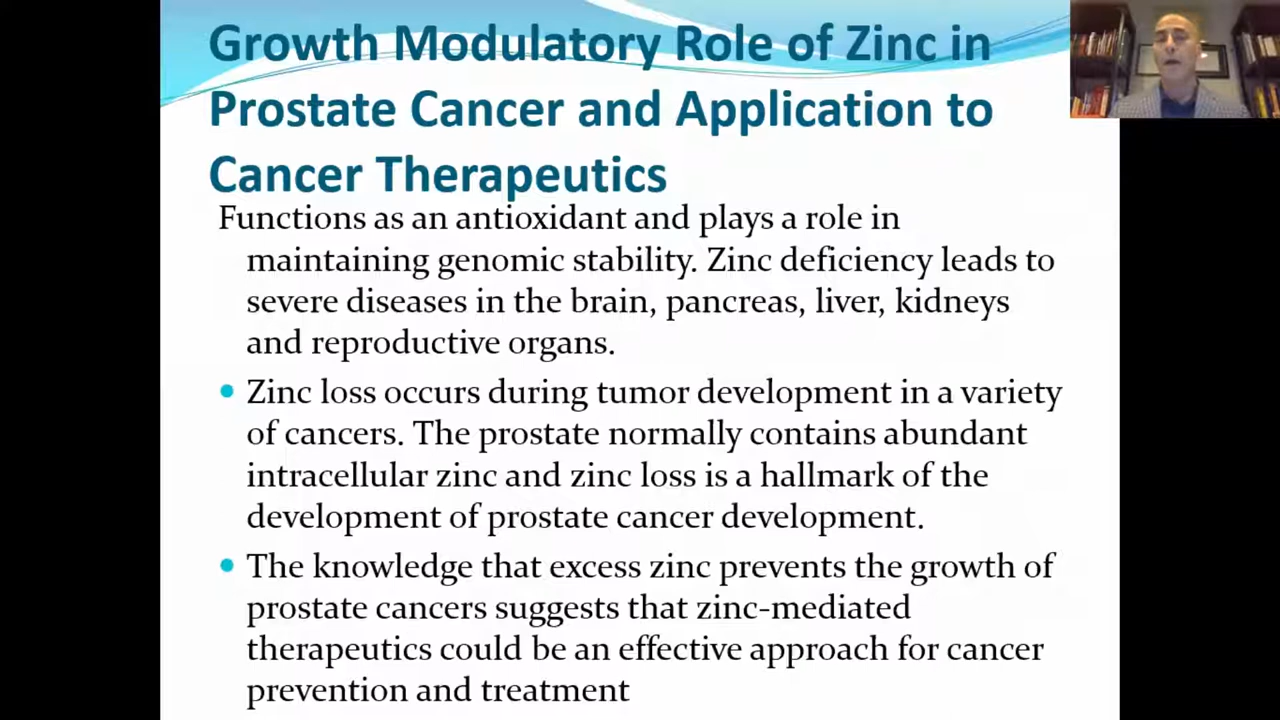 Growth Modulatory Role of Zinc in
Prostate Cancer and Application to
Cancer Therapeutics
Functions as an antioxidant and plays a role in
maintaining genomic stability. Zinc deficiency leads to
severe diseases in the brain, pancreas, liver, kidneys
and reproductive organs.
• Zinc loss occurs during tumor development in a variety
of cancers. The prostate normally contains abundant
intracellular zinc and zinc loss is a hallmark of the
development of prostate cancer development.
• The knowledge that excess zinc prevents the growth of
prostate cancers suggests that zinc-mediated
therapeutics could be an effective approach for cancer
prevention and treatment